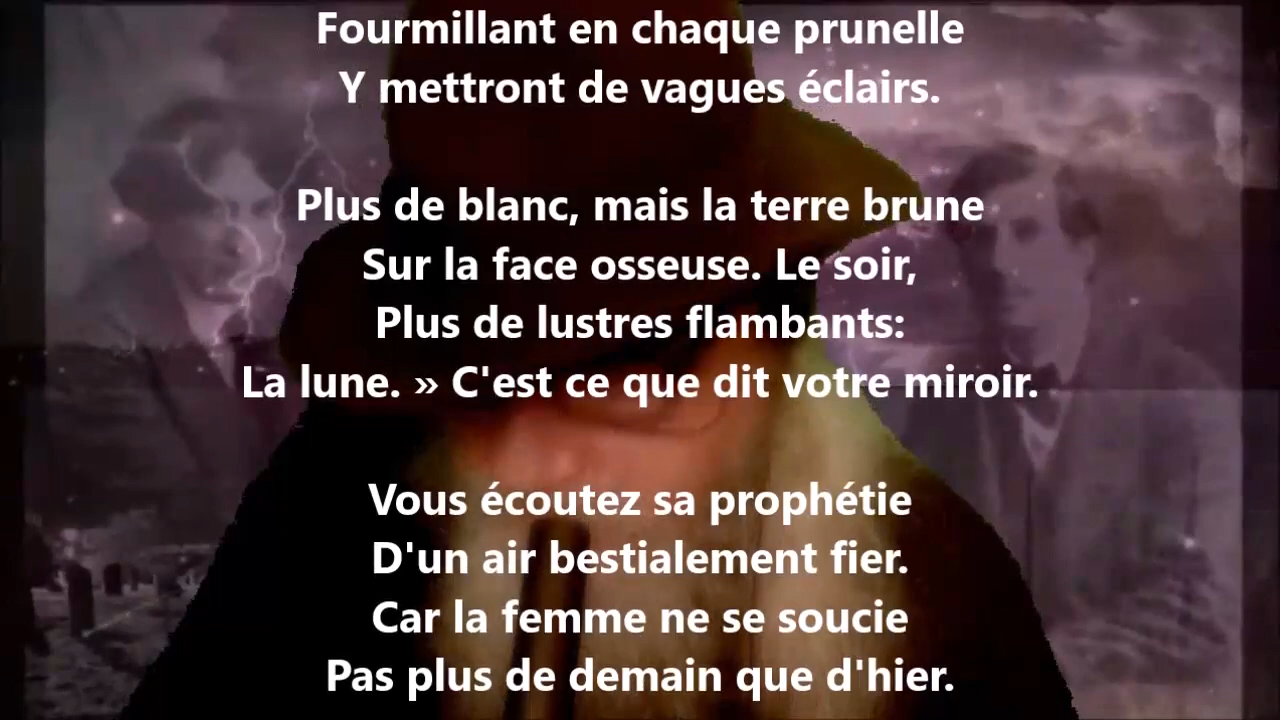 Fourmillant en chaque prunelle
Y mettront de vagues éclairs.
Plus de blanc, mais la terre brune
Sur la face osseuse. Le soir,
Plus de lustres flambants:
La lune. » C'est ce que dit votre miroir.
Vous écoutez sa prophétie
D'un air bestialement fier.
Car la femme ne se soucie
Pas plus de demain que d'hier.